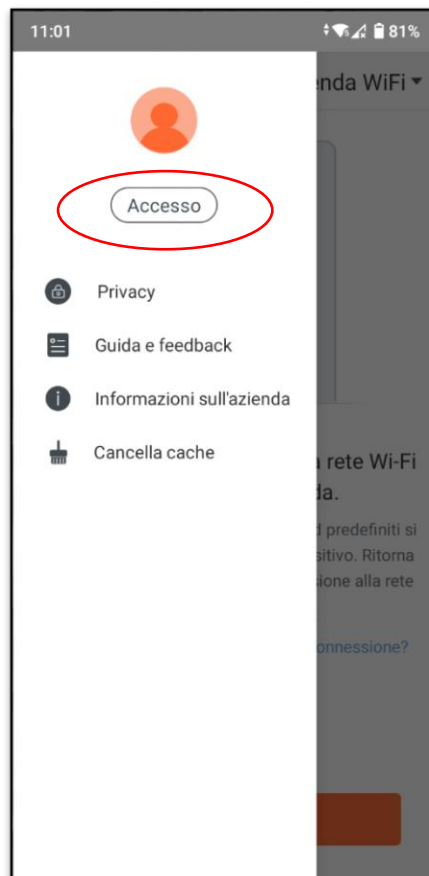 11:01
81%
enda WiFi
Accesso
Privacy
Guida e feedback
Informazioni sull'azienda
Cancella cache
rete Wi-Fi
da.
predefiniti si
sitivo. Ritorna
sione alla rete
onnessione?